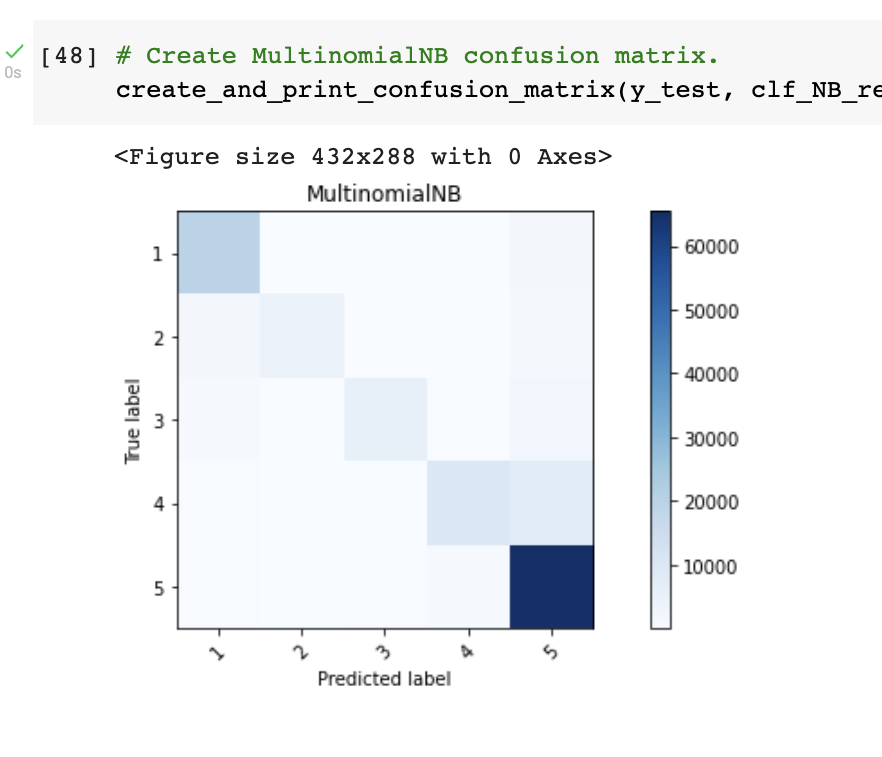 [48] # Create MultinomialNB confusion matrix.
0s
create_and_print_confusion_matrix(y_test, clf_NB_re
<Figure size 432x288 with 0 Axes>
MultinomialNB
1
2
3
4
5
True label
1
2
3
4
5
Predicted label
60000
50000
40000
30000
20000
10000